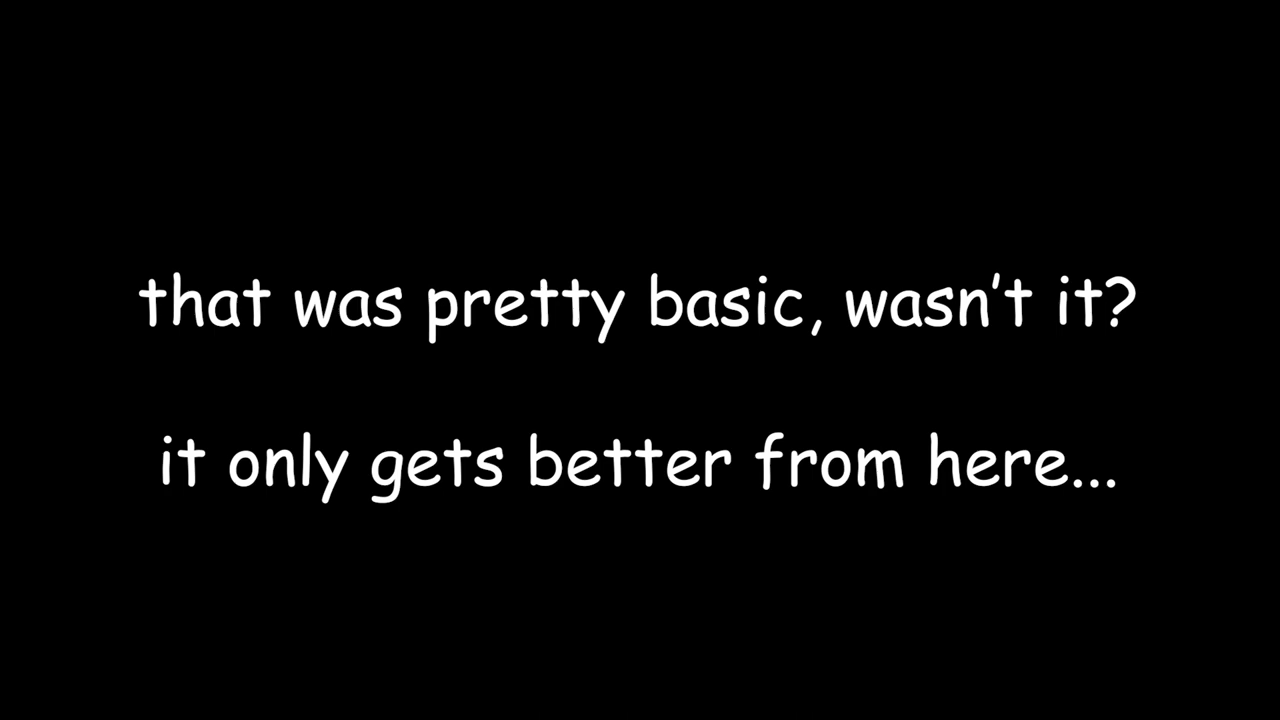 that was pretty basic, wasn’t it?
it only gets better from here...